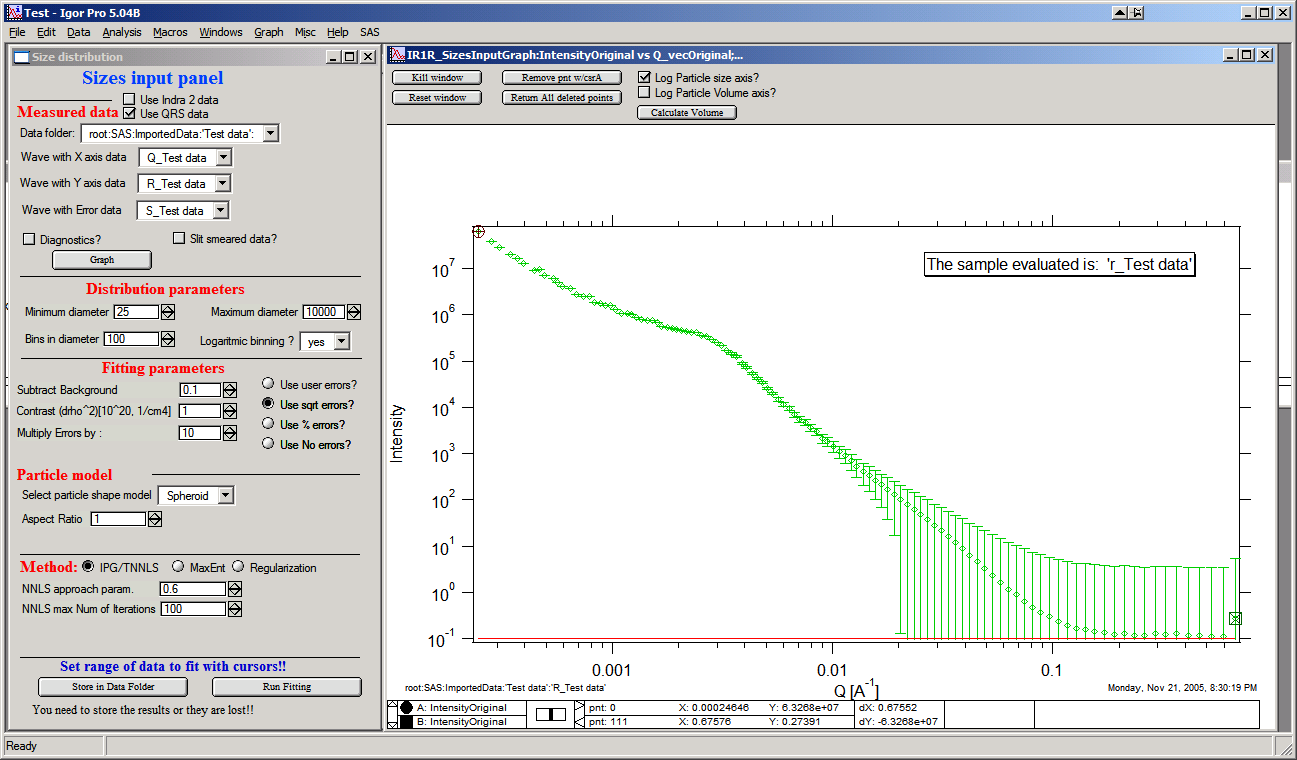 Test - Igor Pro 5.04B
File Edit Data Analysis Macros Windows Graph Misc Help SAS
Size distribution
Sizes input panel
Use Indra 2 data
Measured data Use QRS data
Data folder: root:SAS:ImportedData:'Test data':
Wave with X axis data Q_Test data
Wave with Y axis data R_Test data
Wave with Error data S_Test data
Diagnostics? Slit smeared data?
Graph
Distribution parameters
Minimum diameter 25 Maximum diameter 10000
Bins in diameter 100 Logaritmic binning ? yes
Fitting parameters
Subtract Background 0.1
Contrast (drho^2)[10^20, 1/cm4] 1
Multiply Errors by : 10
Use user errors?
Use sqrt errors?
Use % errors?
Use No errors?
Particle model
Select particle shape model Spheroid
Aspect Ratio 1
Method: IPG/TNNLS MaxEnt Regularization
NNLS approach param. 0.6
NNLS max Num of Iterations 100
Set range of data to fit with cursors!!
Store in Data Folder Run Fitting
You need to store the results or they are lost!!
IR1R_SizesInputGraph:IntensityOriginal vs Q_vecOriginal;...
Kill window Remove pnt w/csrA Log Particle size axis?
Reset window Return All deleted points Log Particle Volume axis?
Calculate Volume
The sample evaluated is: 'r_Test data'
Intensity
10^7
10^6
10^5
10^4
10^3
10^2
10^1
10^0
10^-1
0.001 0.01 0.1
Q [A^-1]
root:SAS:ImportedData:'Test data':'R_Test data'
Monday, Nov 21, 2005, 8:30:19 PM
A: IntensityOriginal pnt: 0 X: 0.00024646 Y: 6.3268e+07 dX: 0.67552
B: IntensityOriginal pnt: 111 X: 0.67576 Y: 0.27391 dY: -6.3268e+07
Ready